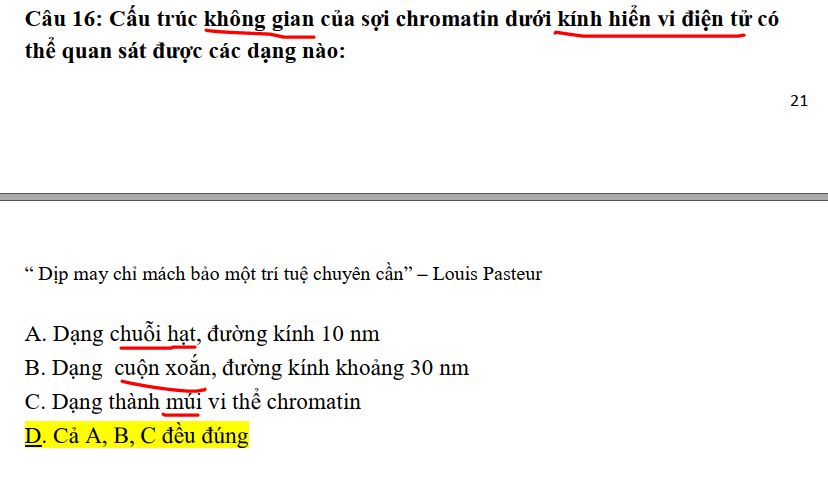 Câu 16: Cấu trúc không gian của sợi chromatin dưới kính hiển vi điện tử có
thể quan sát được các dạng nào:
21
“ Dịp may chỉ mách bảo một trí tuệ chuyên cần” – Louis Pasteur
A. Dạng chuỗi hạt, đường kính 10 nm
B. Dạng cuộn xoắn, đường kính khoảng 30 nm
C. Dạng thành múi vi thể chromatin
D. Cả A, B, C đều đúng